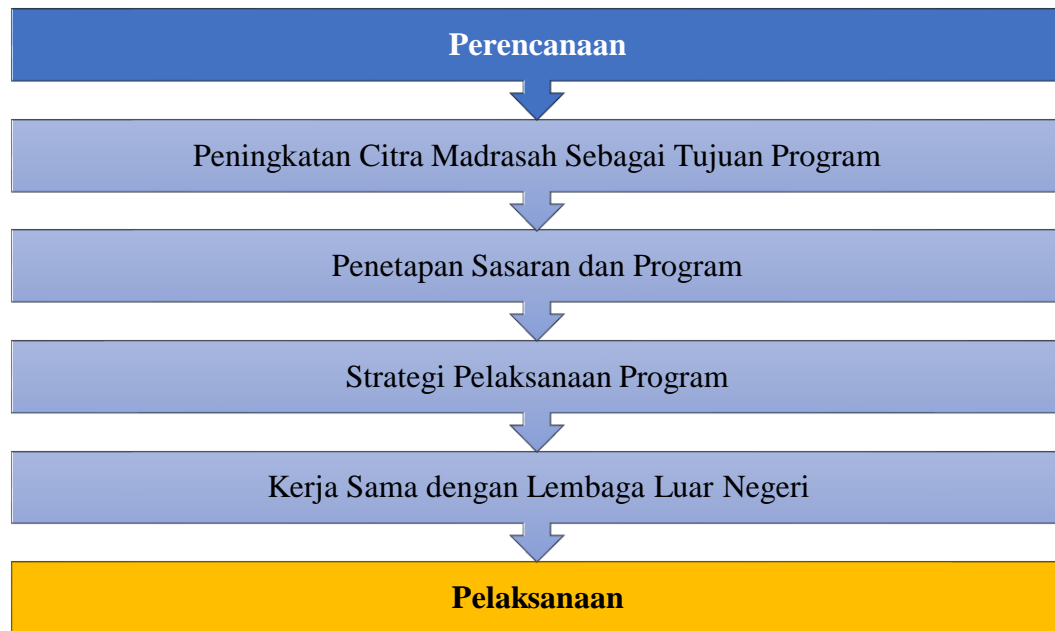 Perencanaan
Peningkatan Citra Madrasah Sebagai Tujuan Program
Penetapan Sasaran dan Program
Strategi Pelaksanaan Program
Kerja Sama dengan Lembaga Luar Negeri
Pelaksanaan